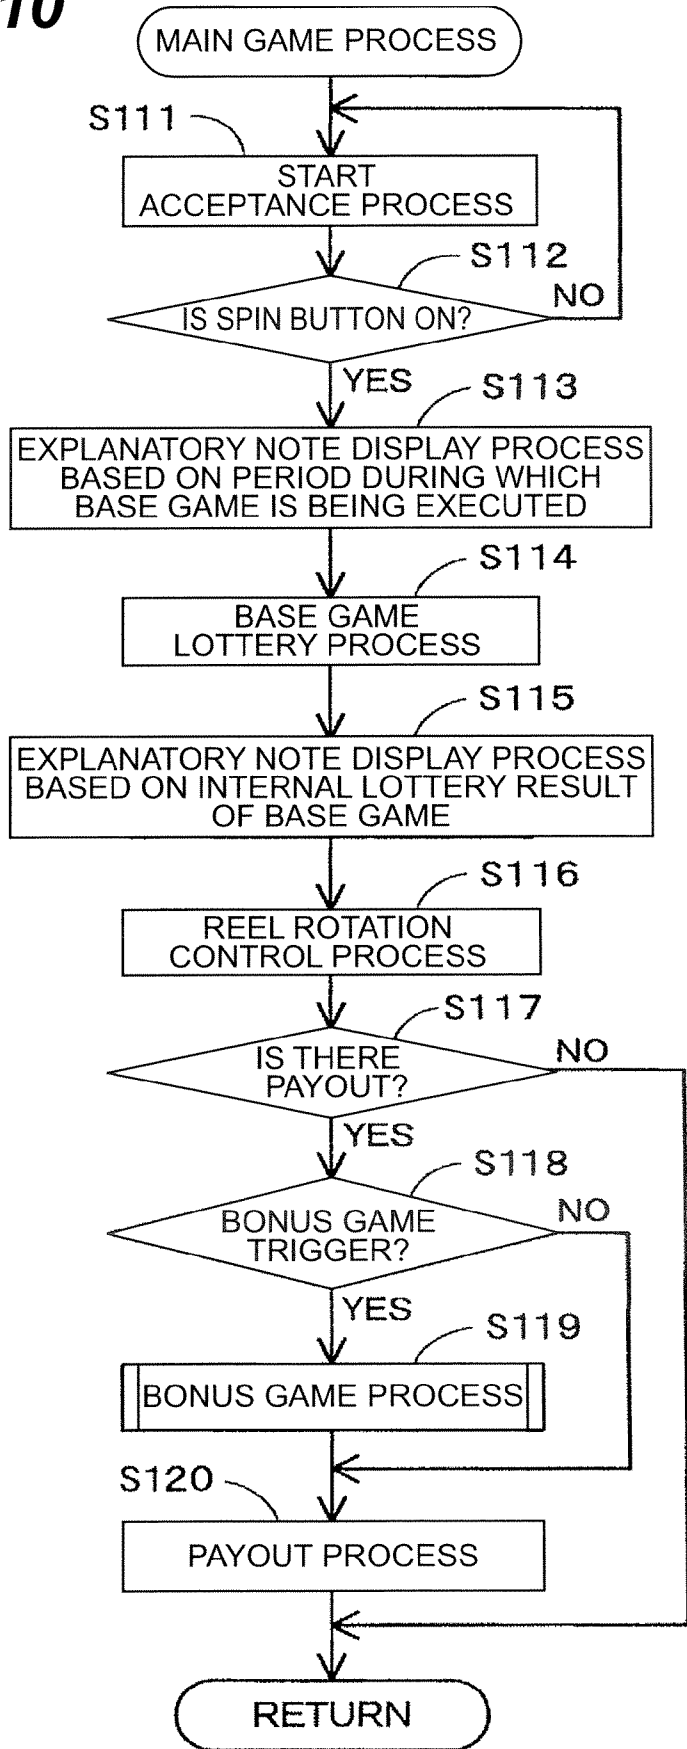 10
MAIN GAME PROCESS
S111
START
ACCEPTANCE PROCESS
S112
IS SPIN BUTTON ON?
NO
YES
S113
EXPLANATORY NOTE DISPLAY PROCESS
BASED ON PERIOD DURING WHICH
BASE GAME IS BEING EXECUTED
S114
BASE GAME
LOTTERY PROCESS
S115
EXPLANATORY NOTE DISPLAY PROCESS
BASED ON INTERNAL LOTTERY RESULT
OF BASE GAME
S116
REEL ROTATION
CONTROL PROCESS
S117
IS THERE
PAYOUT?
NO
YES
S118
BONUS GAME
TRIGGER?
NO
YES
S119
BONUS GAME PROCESS
S120
PAYOUT PROCESS
RETURN